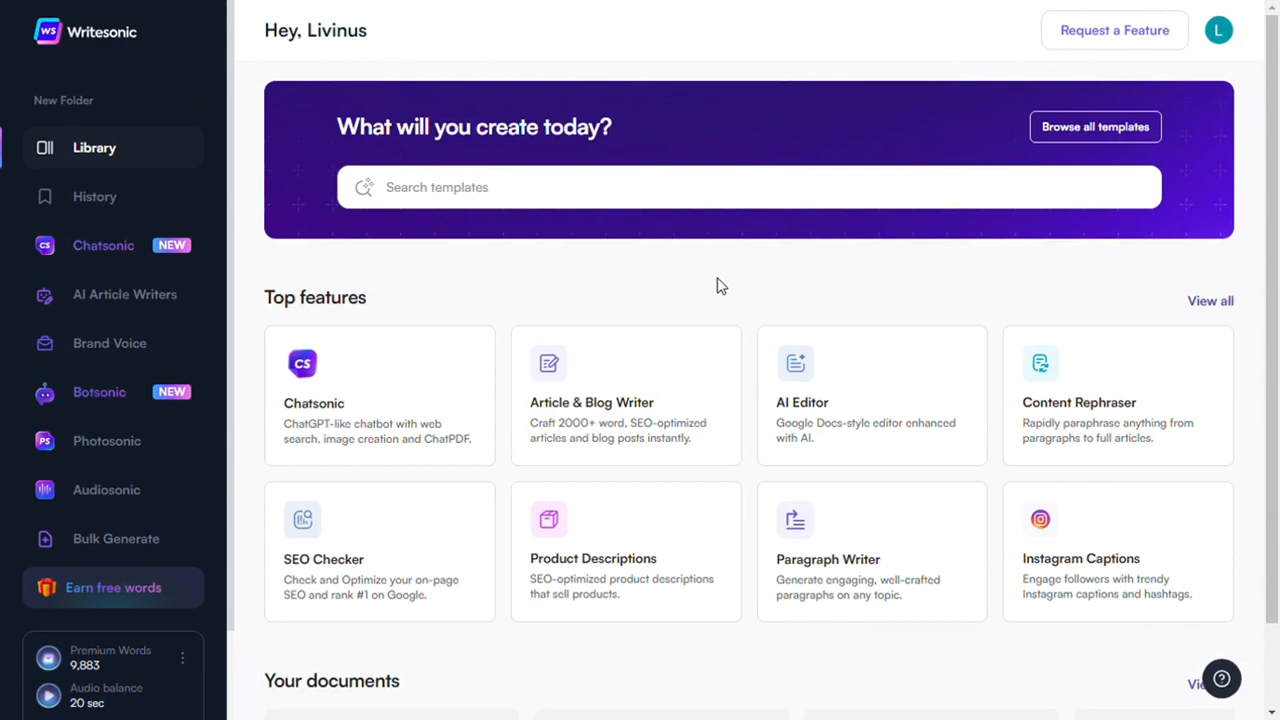 WS Writesonic
New Folder
Library
History
CS Chatsonic NEW
AI Article Writers
Brand Voice
Botsonic NEW
PS Photosonic
Audiosonic
Bulk Generate
Earn free words
Premium Words
9,883
Audio balance
20 sec
Hey, Livinus
Request a Feature
L
What will you create today?
Browse all templates
Search templates
Top features
View all
CS
Chatsonic
ChatGPT-like chatbot with web
search, image creation and ChatPDF.
Article & Blog Writer
Craft 2000+ word, SEO-optimized
articles and blog posts instantly.
AI Editor
Google Docs-style editor enhanced
with AI.
Content Rephraser
Rapidly paraphrase anything from
paragraphs to full articles.
SEO Checker
Check and Optimize your on-page
SEO and rank #1 on Google.
Product Descriptions
SEO-optimized product descriptions
that sell products.
Paragraph Writer
Generate engaging, well-crafted
paragraphs on any topic.
Instagram Captions
Engage followers with trendy
Instagram captions and hashtags.
Your documents